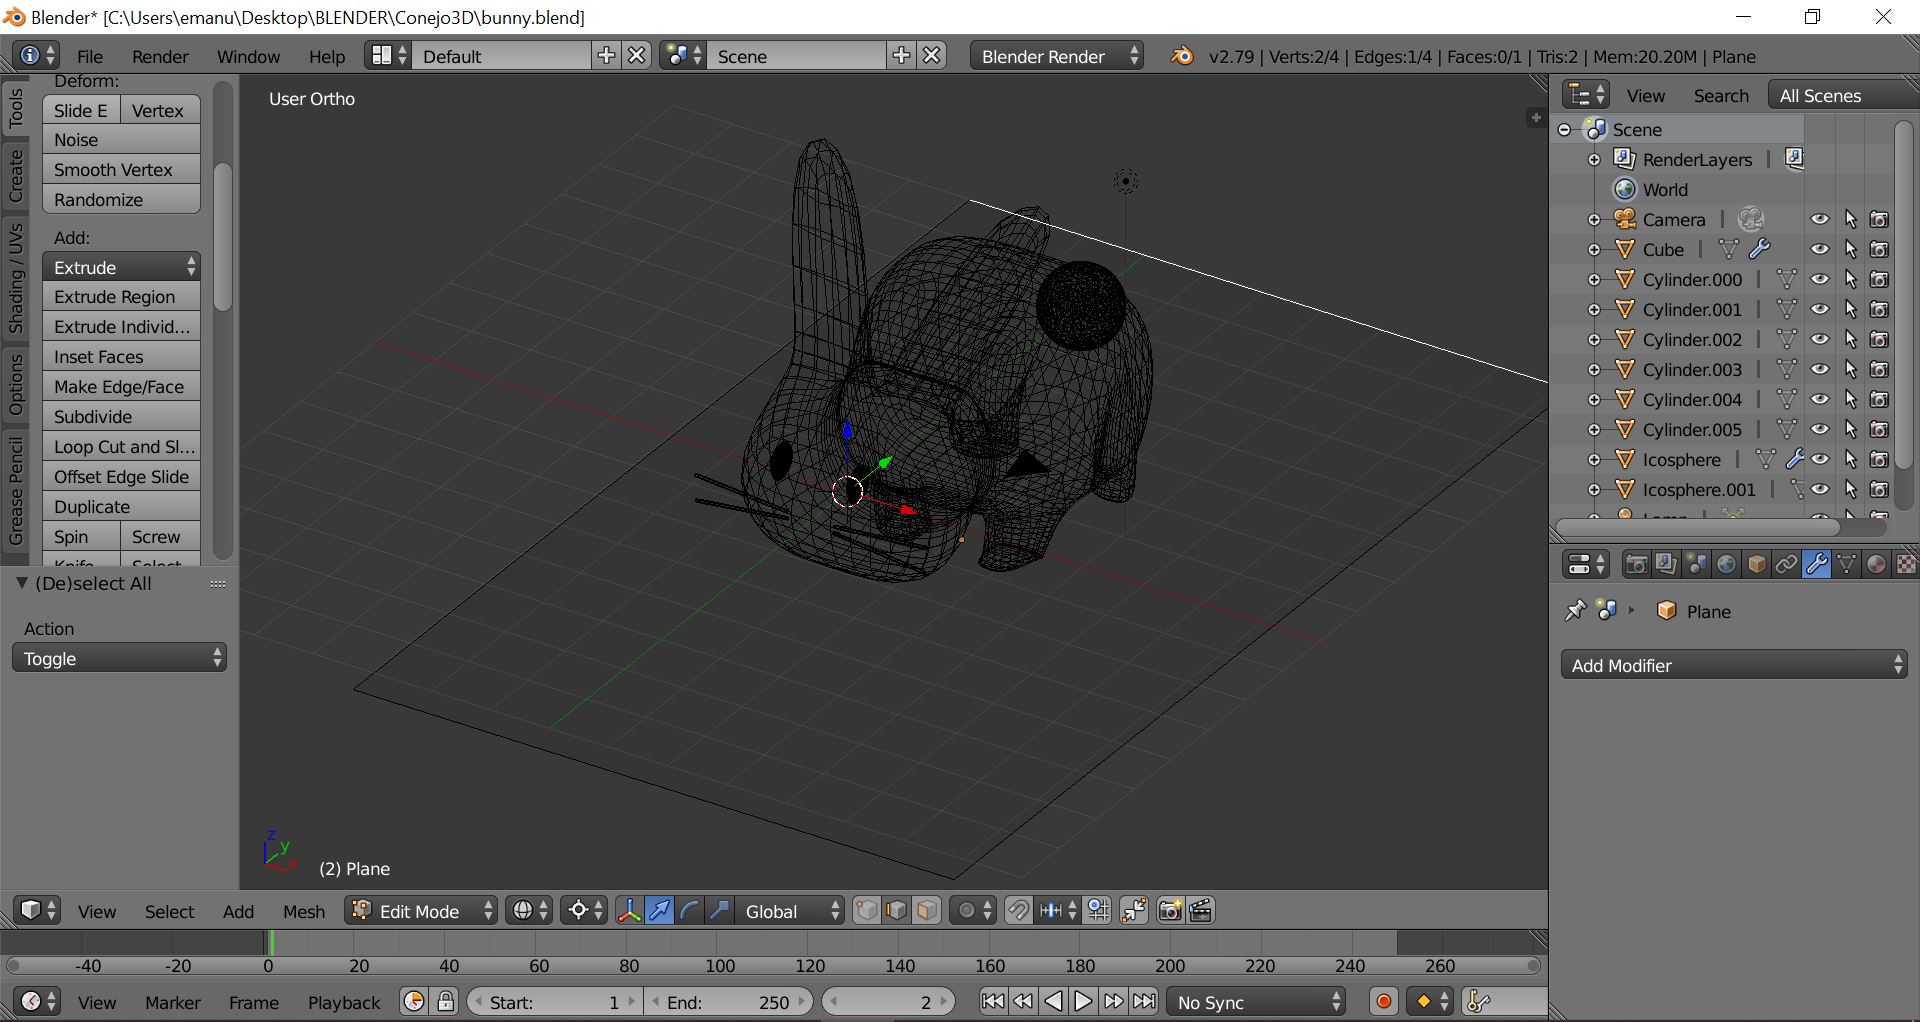 Blender* [C:\Users\emanu\Desktop\BLENDER\Conejo3D\bunny.blend]
File Render Window Help Default Scene Blender Render v2.79 | Verts:2/4 | Edges:1/4 | Faces:0/1 | Tris:2 | Mem:20.20M | Plane
Tools
Create
Shading / UVs
Options
Grease Pencil
Deform:
Slide E Vertex
Noise
Smooth Vertex
Randomize
Add:
Extrude
Extrude Region
Extrude Individ...
Inset Faces
Make Edge/Face
Subdivide
Loop Cut and Sl...
Offset Edge Slide
Duplicate
Spin Screw
Knife Select
(De)select All
Action
Toggle
User Ortho
z
y
x
(2) Plane
View Search All Scenes
Scene
RenderLayers |
World
Camera |
Cube |
Cylinder.000 |
Cylinder.001 |
Cylinder.002 |
Cylinder.003 |
Cylinder.004 |
Cylinder.005 |
Icosphere |
Icosphere.001 |
Lamp
Plane
Add Modifier
View Select Add Mesh Edit Mode Global
-40 -20 0 20 40 60 80 100 120 140 160 180 200 220 240 260
View Marker Frame Playback Start: 1 End: 250 2 No Sync